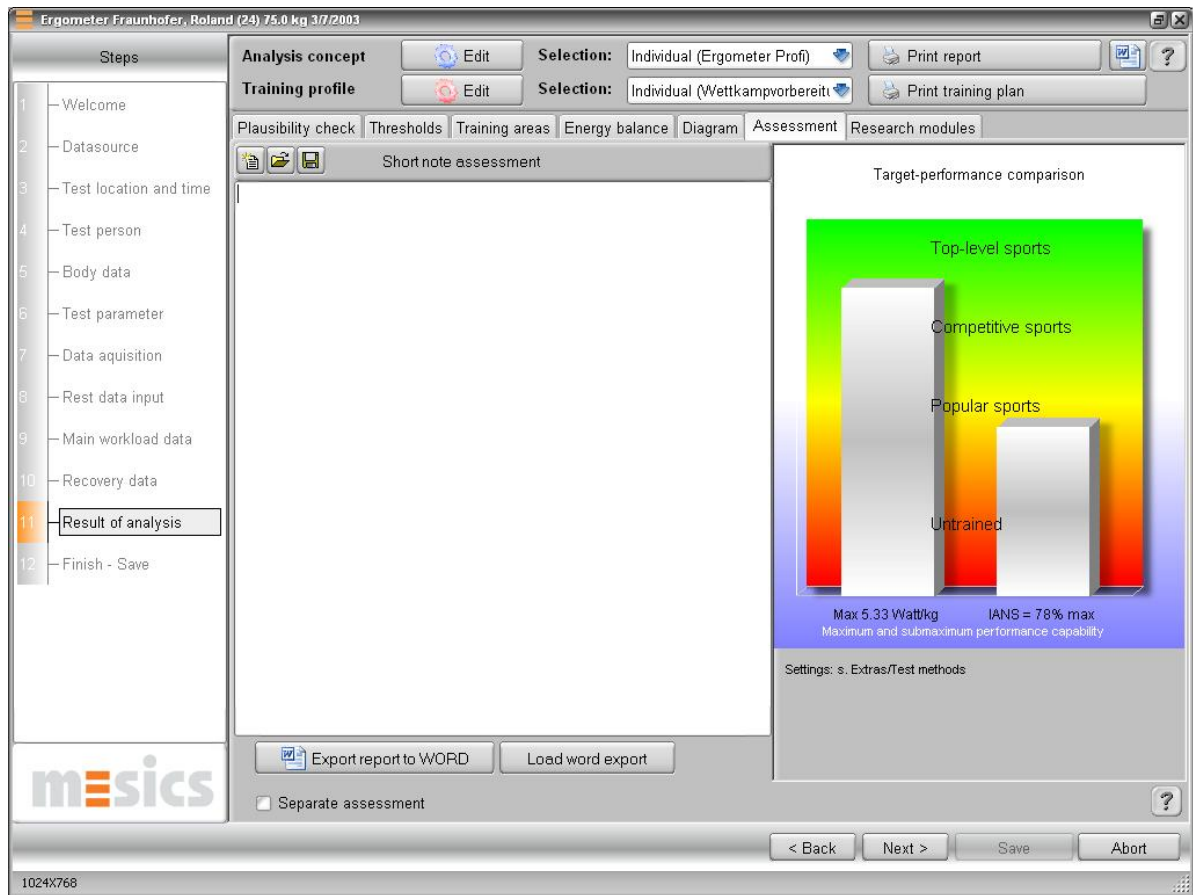 Ergometer Fraunhofer, Roland (24) 75.0 kg 3/7/2003
Steps
1 Welcome
2 Datasource
3 Test location and time
4 Test person
5 Body data
6 Test parameter
7 Data aquisition
8 Rest data input
9 Main workload data
10 Recovery data
11 Result of analysis
12 Finish - Save
mesics
Analysis concept Edit Selection: Individual (Ergometer Profi) Print report ?
Training profile Edit Selection: Individual (Wettkampvorbereitu Print training plan
Plausibility check Thresholds Training areas Energy balance Diagram Assessment Research modules
Short note assessment
Target-performance comparison
Top-level sports
Competitive sports
Popular sports
Untrained
Max 5.33 Watt/kg IANS = 78% max
Maximum and submaximum performance capability
Settings: s. Extras/Test methods
Export report to WORD Load word export
Separate assessment ?
< Back Next > Save Abort
1024X768